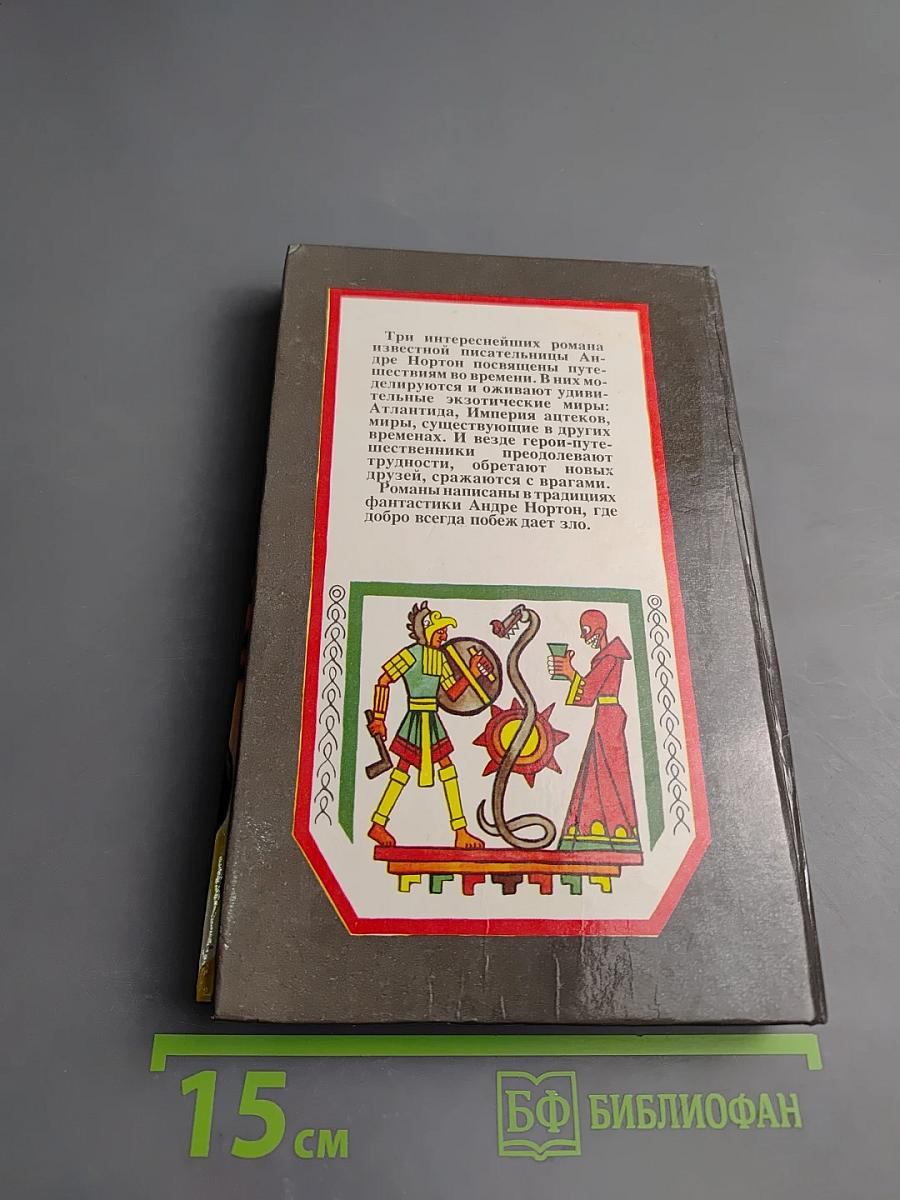 Три интереснейших романа
известной писательницы Ан-
дре Нортон посвящены путе-
шествиям во времени. В них мо-
делируются и оживают удиви-
тельные экзотические миры:
Атлантида, Империя ацтеков,
миры, существующие в других
временах. И везде герои-путе-
шественники преодолевают
трудности, обретают новых
друзей, сражаются с врагами.
Романы написаны в традициях
фантастики Андре Нортон, где
добро всегда побеж дает зло.
15 см
БФ БИБЛИОФАН